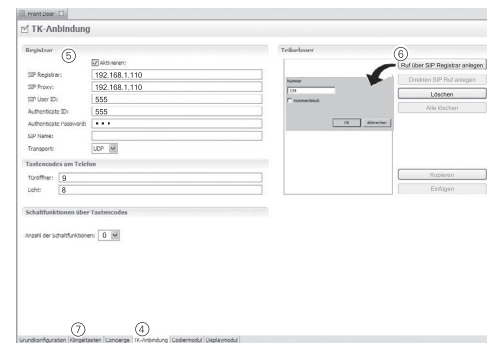 Front Door
TK-Anbindung
Registrar
5
Aktivieren:
SIP Registrar: 192.168.1.110
SIP Proxy: 192.168.1.110
SIP User ID: 555
Authenticate ID: 555
Authenticate Password: •••
SIP Name:
Transport: UDP
Tastencodes am Telefon
Türöffner: 9
Licht: 8
Schaltfunktionen über Tastencodes
Anzahl der Schaltfunktionen: 0
Teilnehmer
6
Nummer
Nummernblock
OK Abbrechen
Ruf über SIP Registrar anlegen
Direkten SIP Ruf anlegen
Löschen
Alle löschen
Kopieren
Einfügen
7
4
Grundkonfiguration Klingeltasten Concierge TK-Anbindung Codiermodul Displaymodul